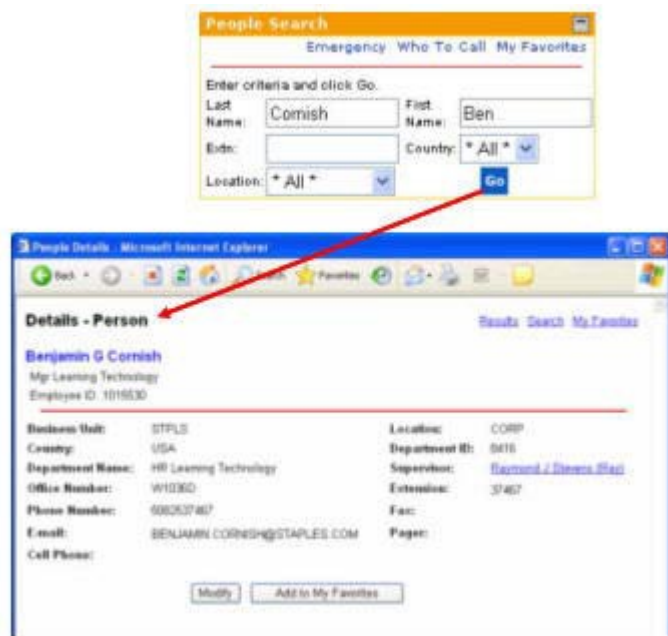 People Search
Emergency Who To Call My Favorites
Enter criteria and click Go.
Last Name: Cornish First Name: Ben
Extn: Country: * All *
Location: * All * Go
People Details - Microsoft Internet Explorer
Back Search Favorites
Details - Person Results Search My Favorites
Benjamin G Cornish
Mgr Learning Technology
Employee ID: 1015530
Business Unit: STPLS Location: CORP
Country: USA Department ID: 8416
Department Name: HR Learning Technology Supervisor: Raymond J Stevens (Ray)
Office Number: W1036D Extension: 37467
Phone Number: Fax:
E-mail: BENJAMIN.CORNISH@STAPLES.COM Pager:
Cell Phone:
Modify Add to My Favorites